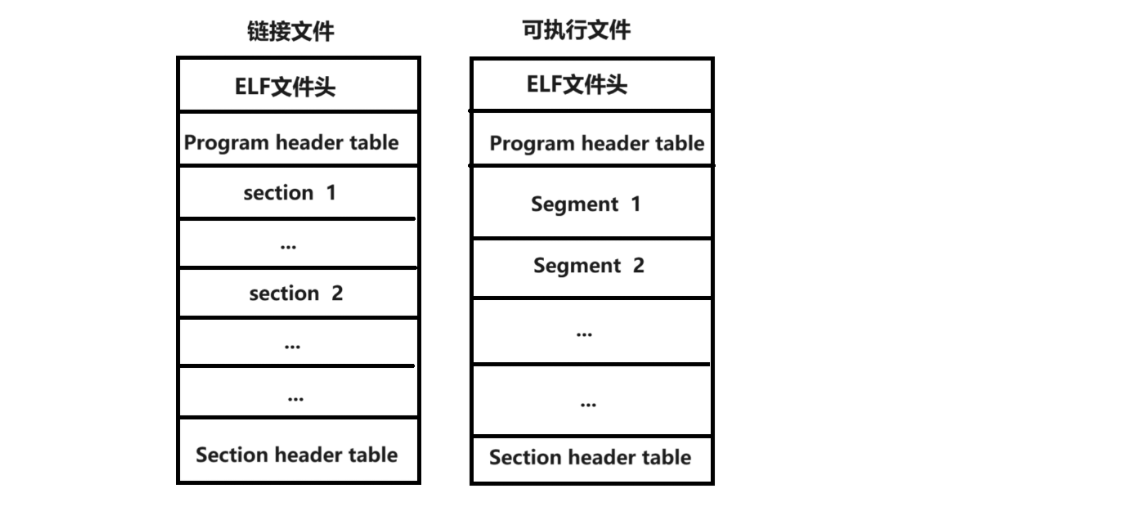 链接文件
ELF文件头
Program header table
section 1
...
section 2
...
...
Section header table
可执行文件
ELF文件头
Program header table
Segment 1
Segment 2
...
...
Section header table